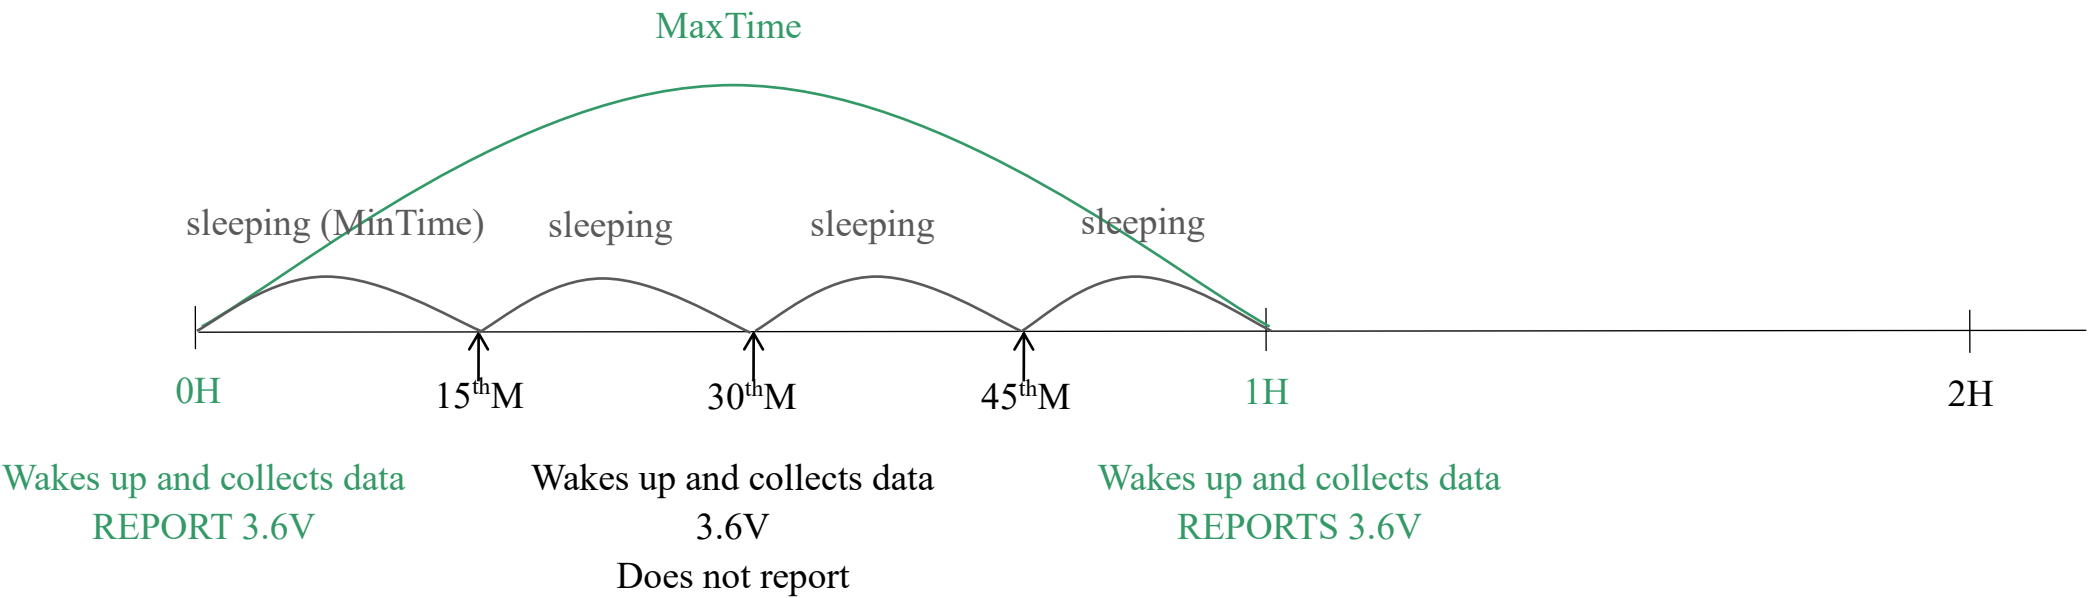 MaxTime
sleeping (MinTime)
sleeping
sleeping
sleeping
0H
15thM
30thM
45thM
1H
2H
Wakes up and collects data
REPORT 3.6V
Wakes up and collects data
3.6V
Does not report
Wakes up and collects data
REPORTS 3.6V